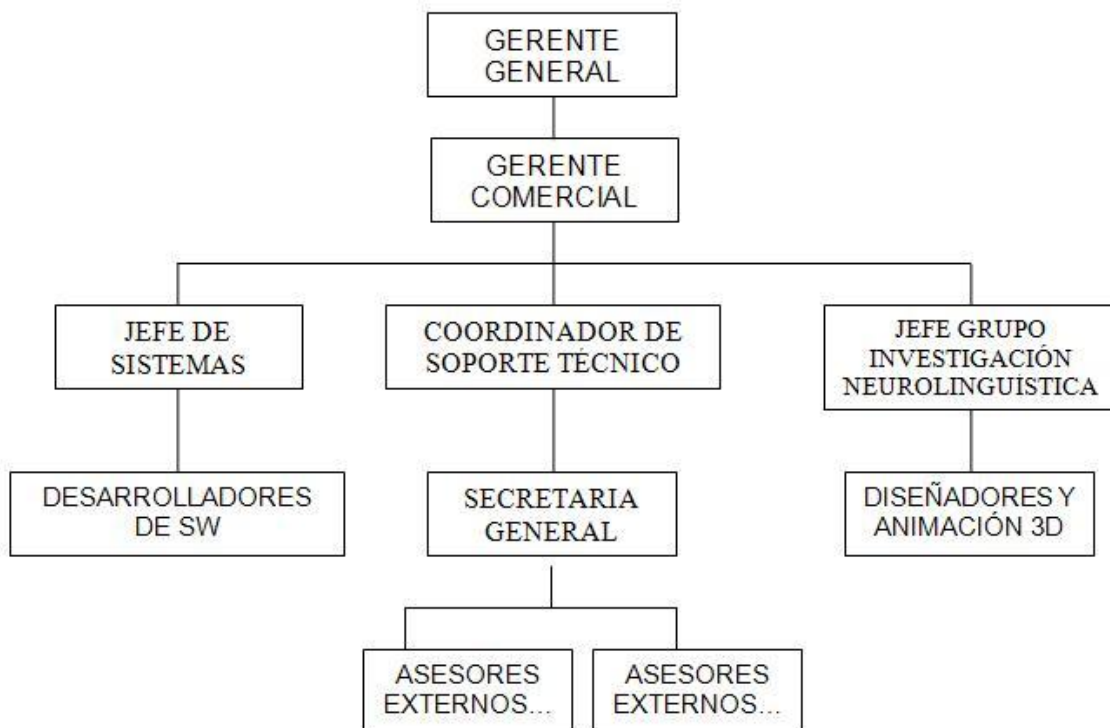 GERENTE
GENERAL
GERENTE
COMERCIAL
JEFE DE
SISTEMAS
COORDINADOR DE
SOPORTE TÉCNICO
JEFE GRUPO
INVESTIGACIÓN
NEUROLINGUÍSTICA
DESARROLLADORES
DE SW
SECRETARIA
GENERAL
DISEÑADORES Y
ANIMACIÓN 3D
ASESORES
EXTERNOS...
ASESORES
EXTERNOS...